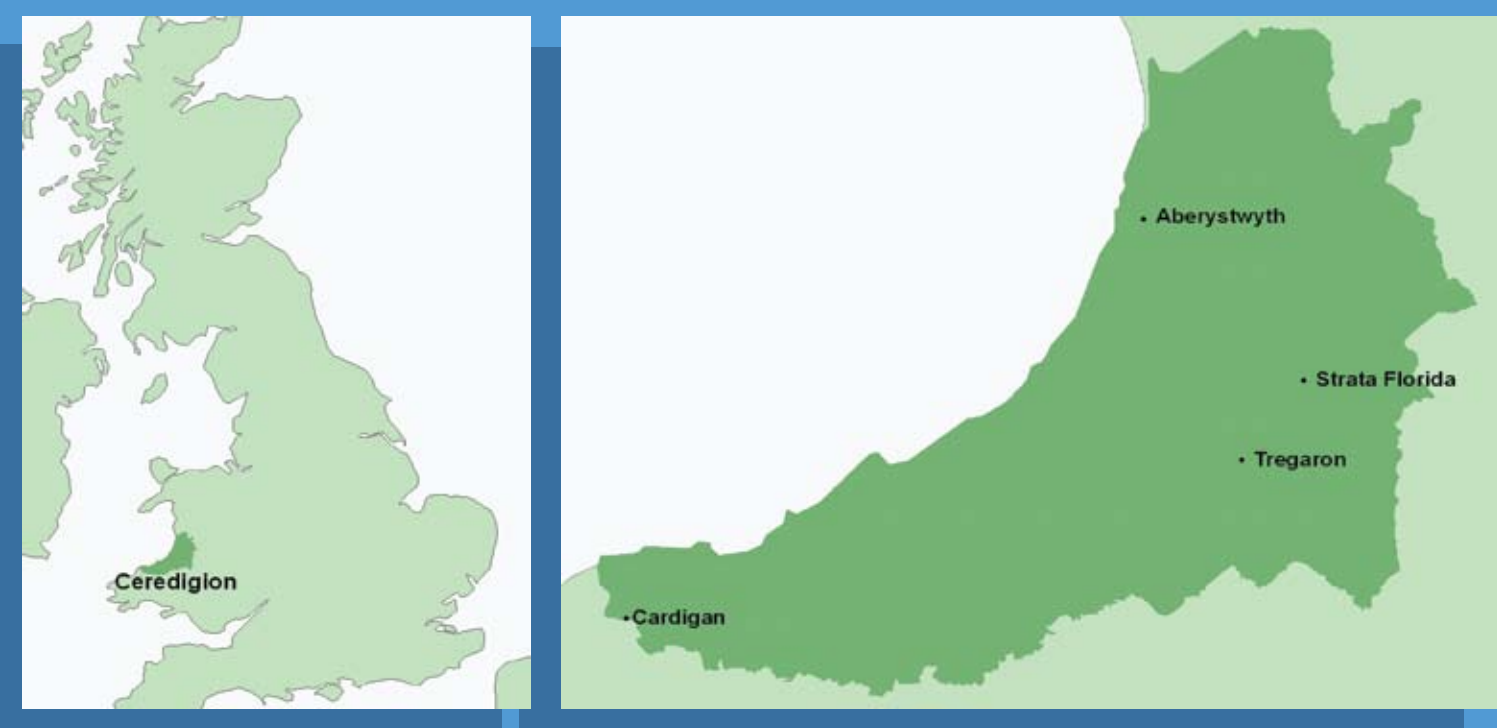 Ceredigion
Aberystwyth
Strata Florida
Tregaron
Cardigan